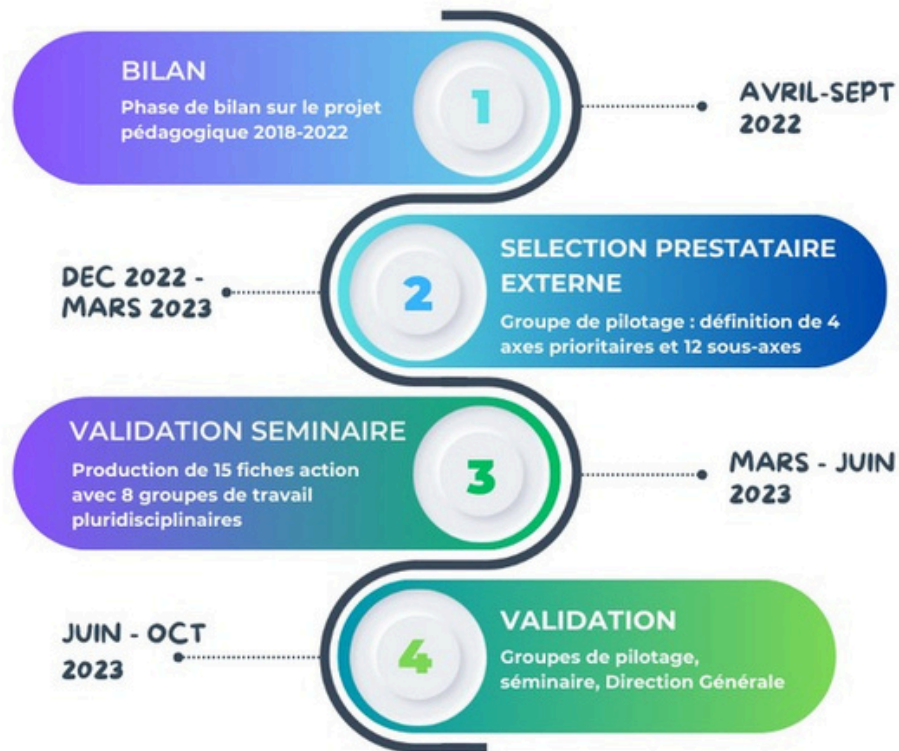 BILAN
Phase de bilan sur le projet
pédagogique 2018-2022
1
AVRIL-SEPT
2022
DEC 2022 -
MARS 2023
2
SELECTION PRESTATAIRE
EXTERNE
Groupe de pilotage : définition de 4
axes prioritaires et 12 sous-axes
VALIDATION SEMINAIRE
Production de 15 fiches action
avec 8 groupes de travail
pluridisciplinaires
3
MARS - JUIN
2023
JUIN - OCT
2023
4
VALIDATION
Groupes de pilotage,
séminaire, Direction Générale